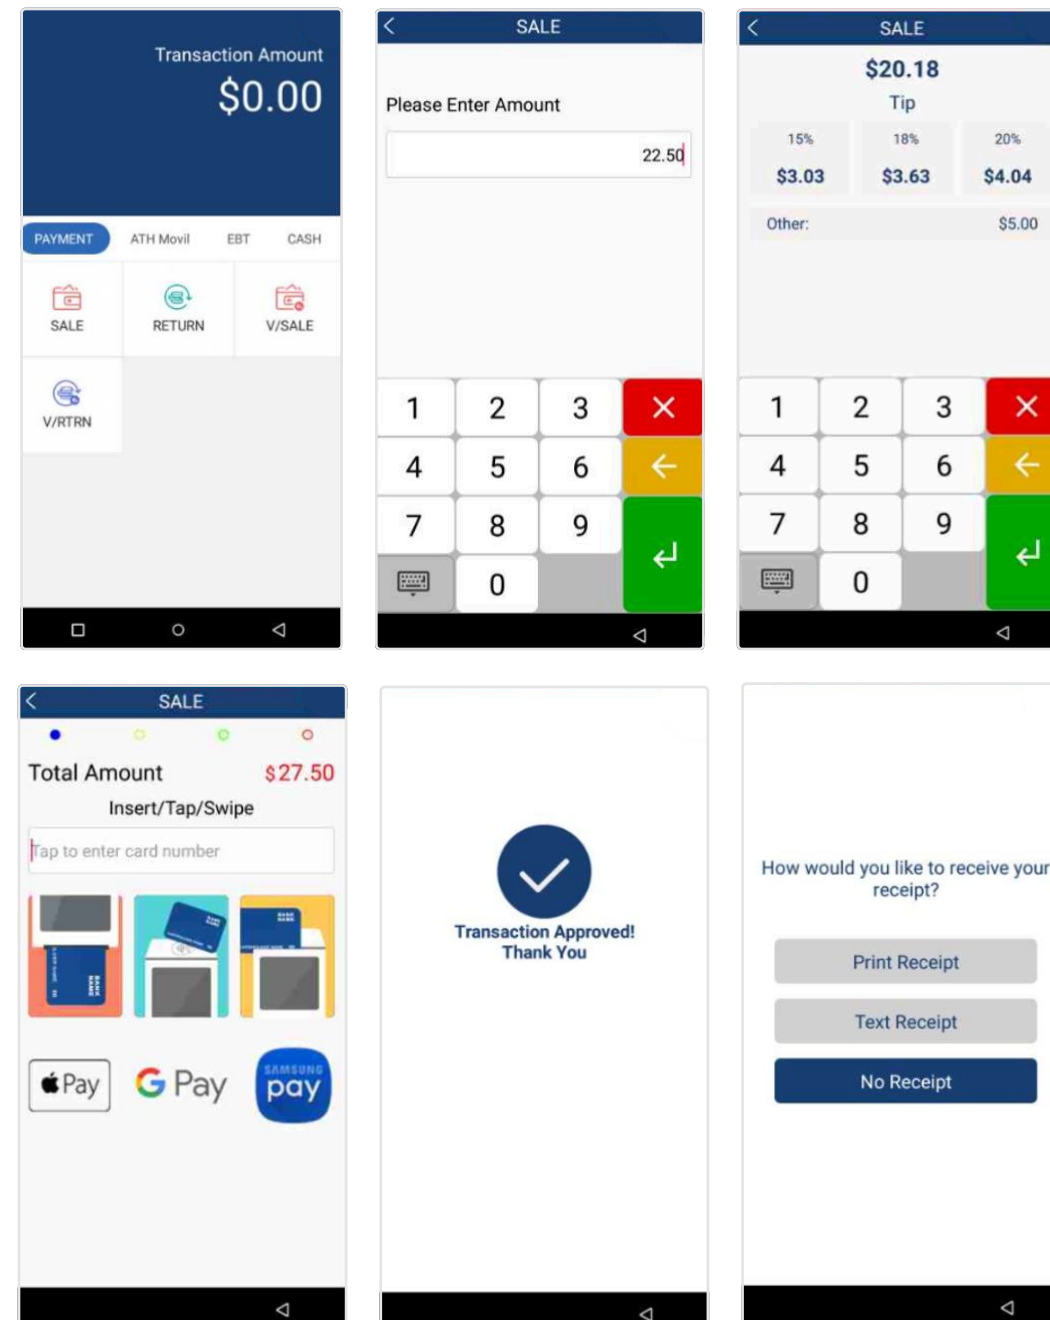 Transaction Amount
$0.00
PAYMENT ATH Movil EBT CASH
SALE RETURN V/SALE
V/RTRN
SALE
Please Enter Amount
22.50
1 2 3
4 5 6
7 8 9
0
SALE
$20.18
Tip
15% 18% 20%
$3.03 $3.63 $4.04
Other: $5.00
1 2 3
4 5 6
7 8 9
0
SALE
Total Amount $27.50
Insert/Tap/Swipe
Tap to enter card number
BANK
NAME
Pay G Pay SAMSUNG
pay
Transaction Approved!
Thank You
How would you like to receive your
receipt?
Print Receipt
Text Receipt
No Receipt